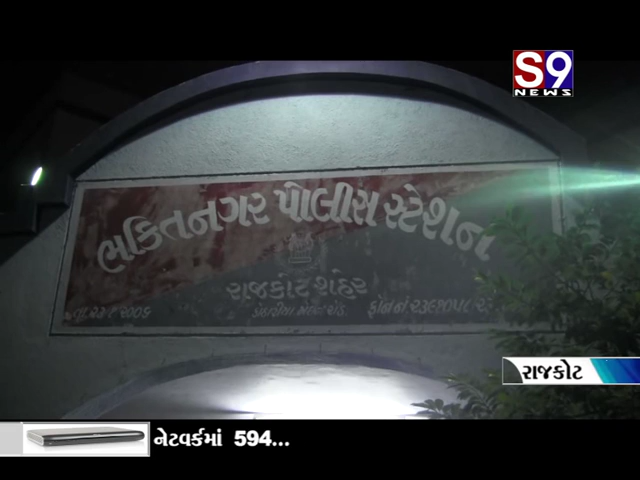 S9
NEWS
ભક્તિનગર પોલીસ સ્ટેશન
રાજકોટ શહેર
રાજકોટ
નેટવર્કમાં 594...